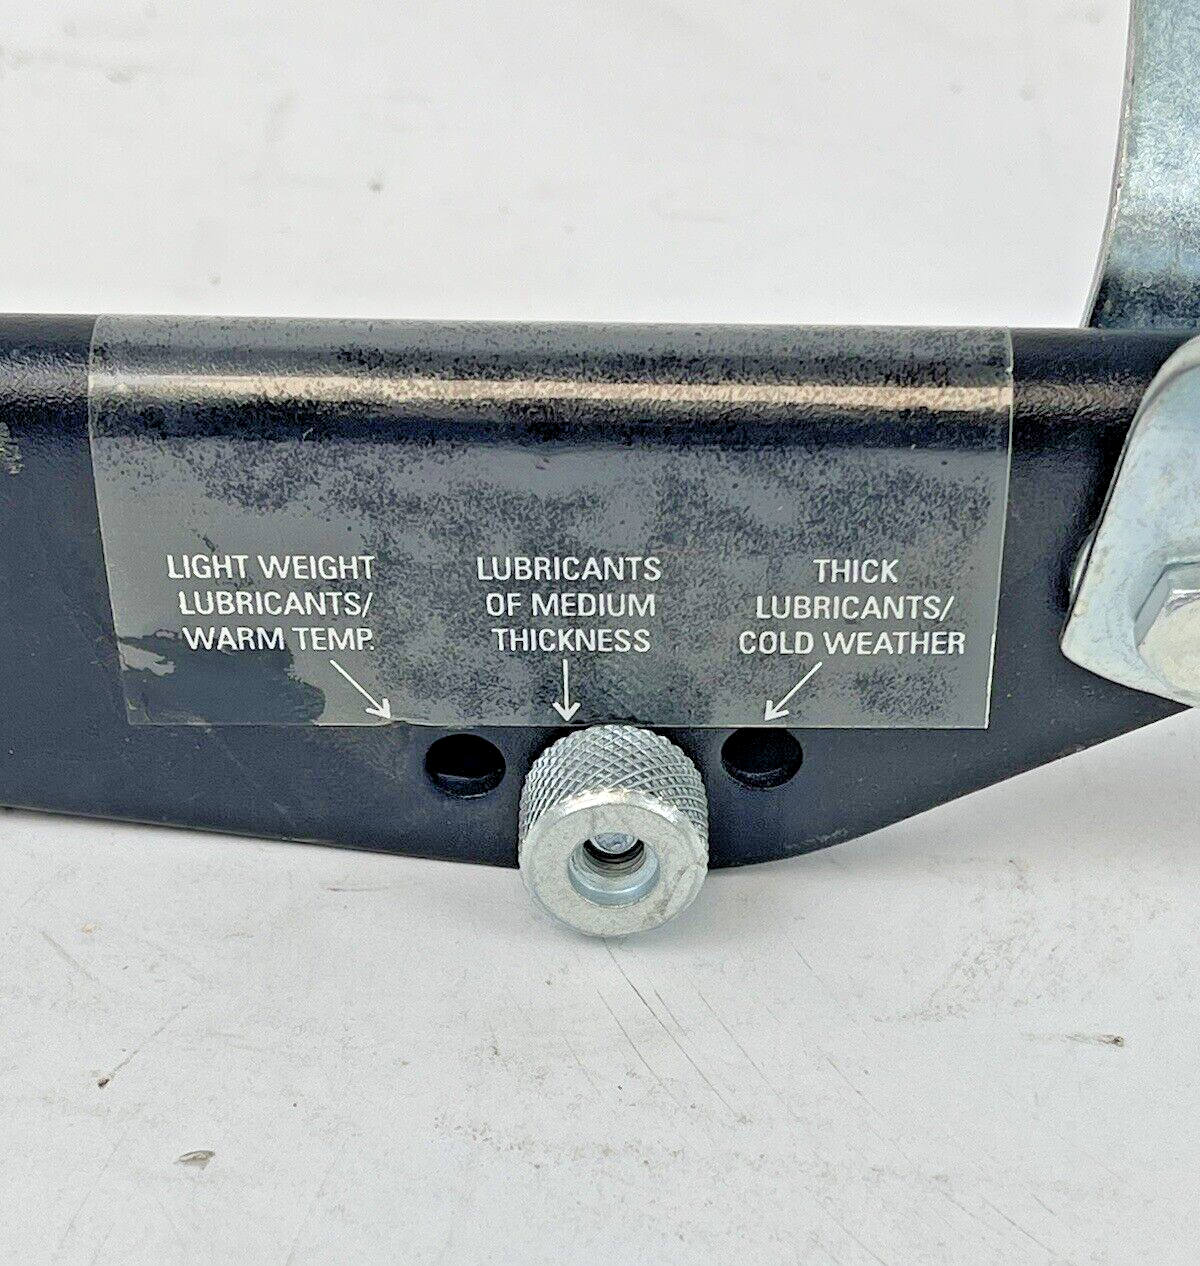 LIGHT WEIGHT
LUBRICANTS/
WARM TEMP.
LUBRICANTS
OF MEDIUM
THICKNESS
THICK
LUBRICANTS/
COLD WEATHER